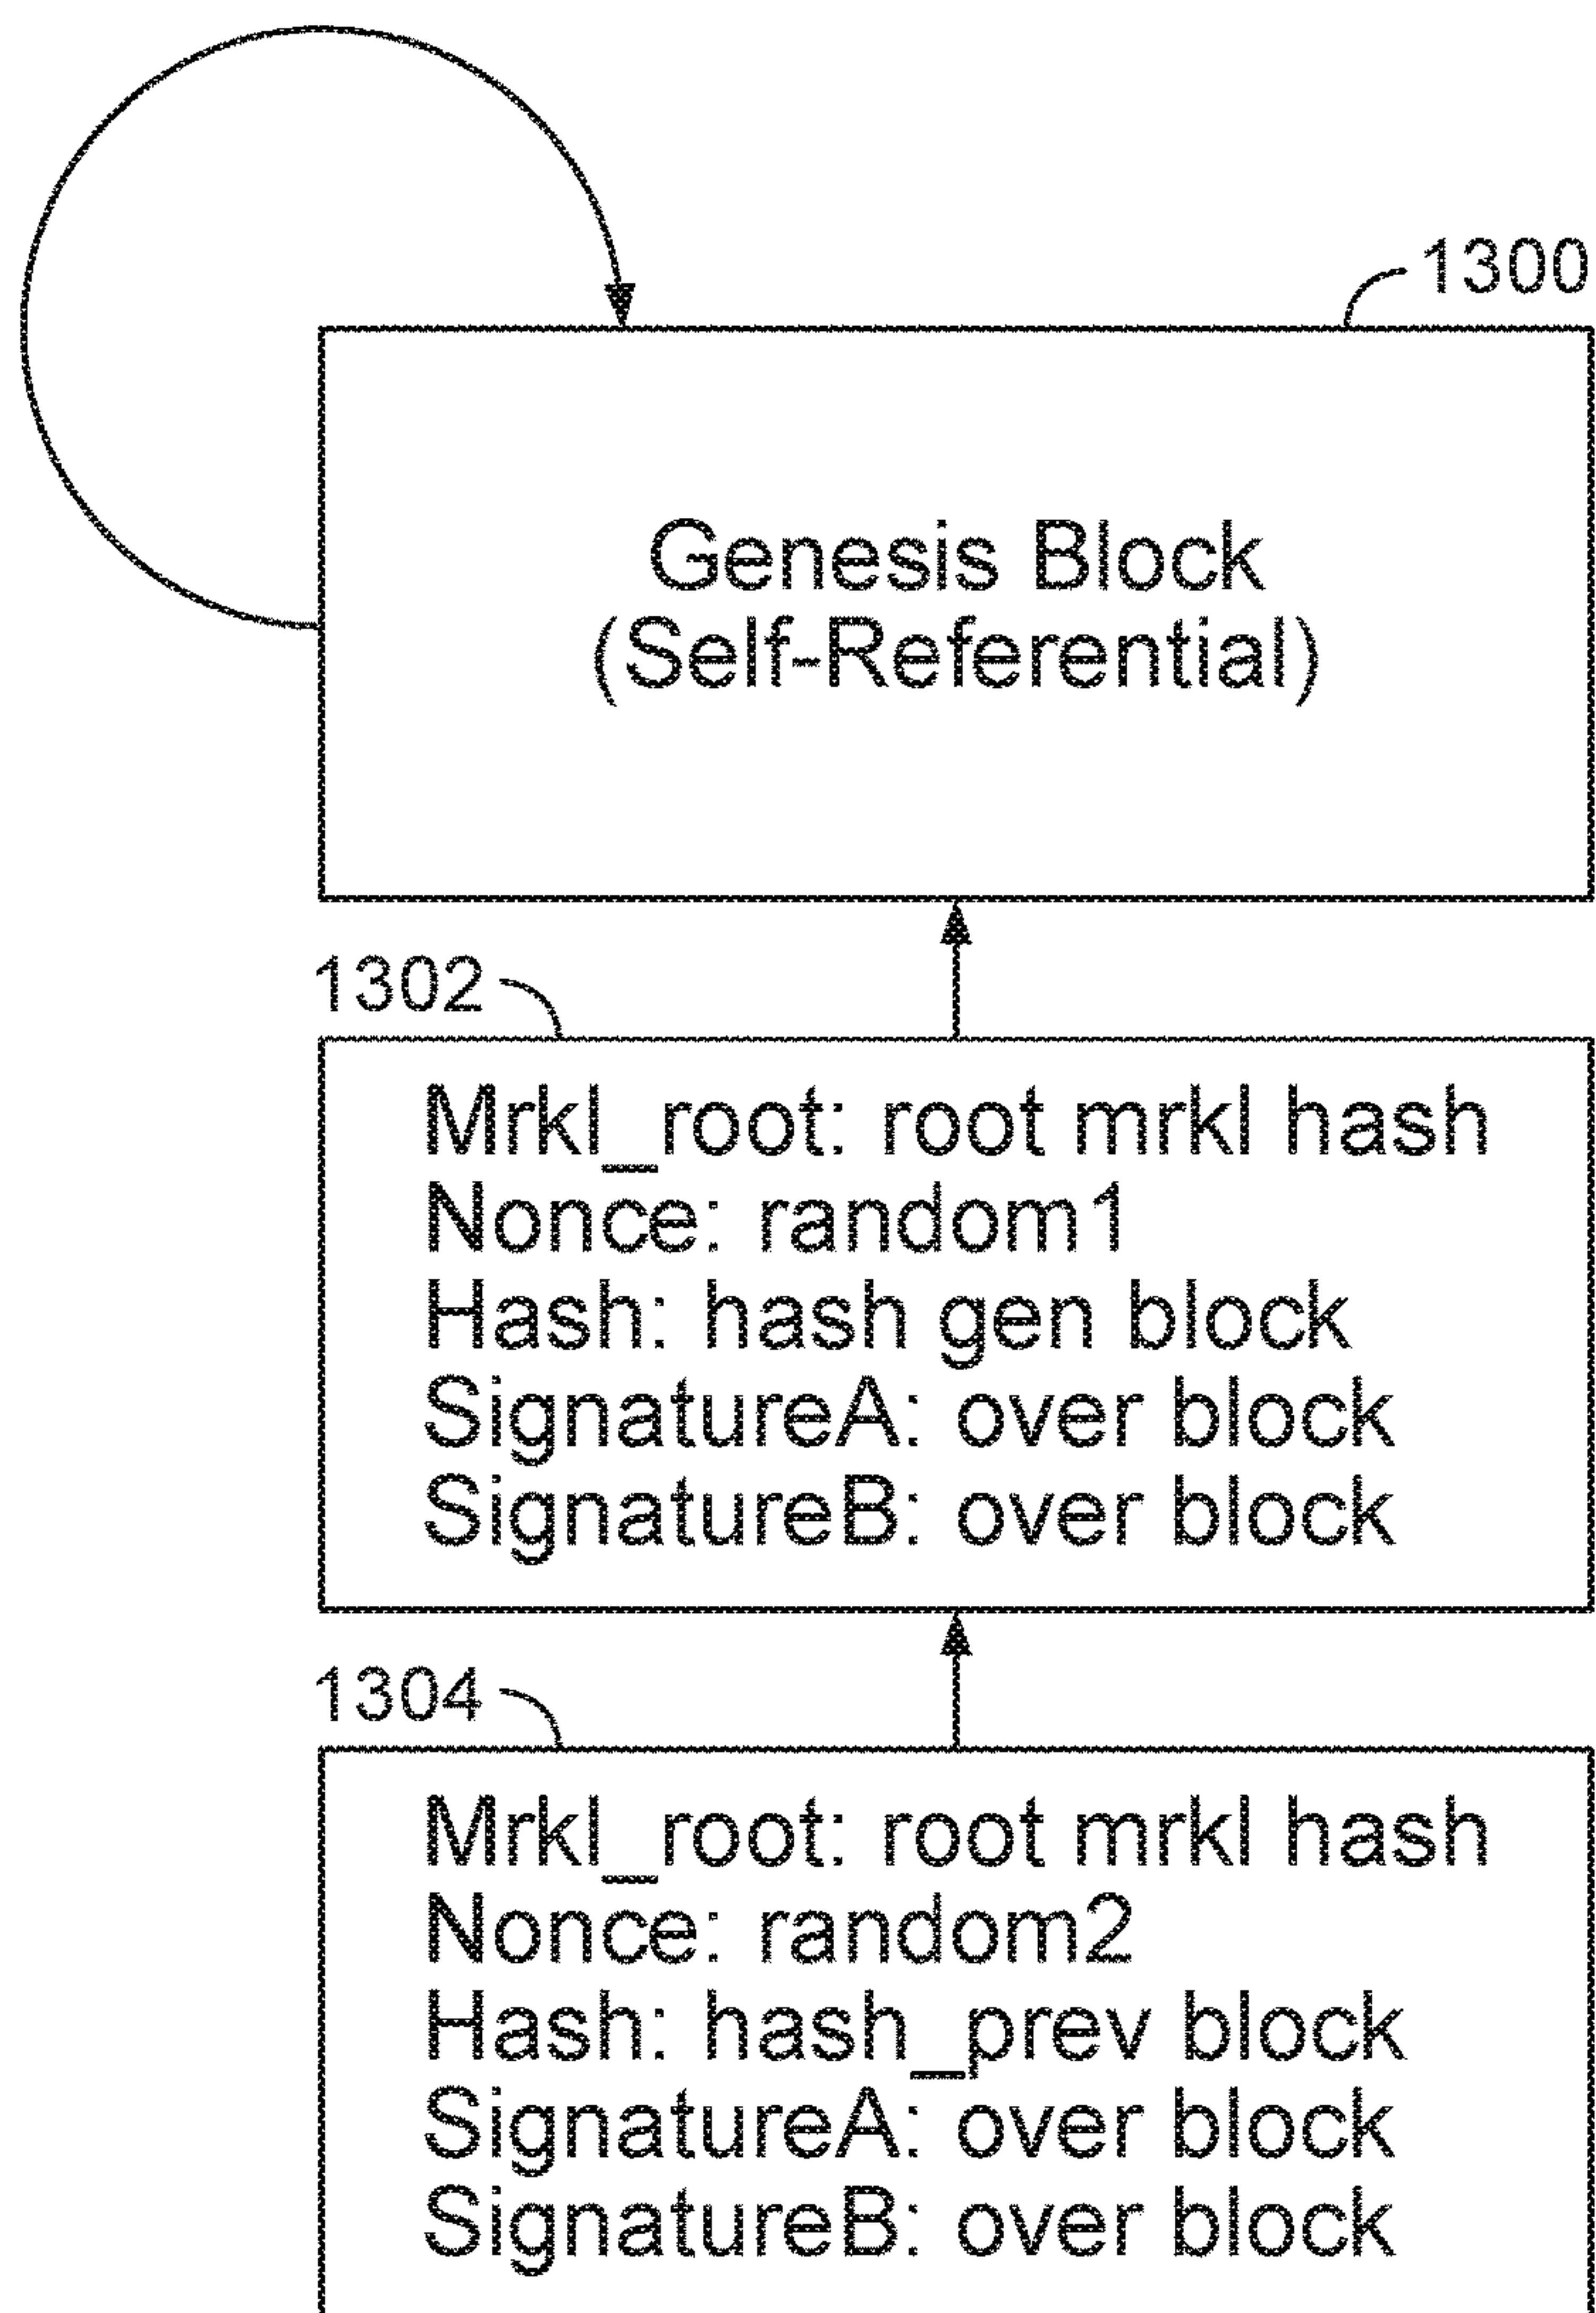 1300
Genesis Block
(Self-Referential)
1302
Mrkl_root: root mrkl hash
Nonce: random1
Hash: hash gen block
SignatureA: over block
SignatureB: over block
1304
Mrkl_root: root mrkl hash
Nonce: random2
Hash: hash_prev block
SignatureA: over block
SignatureB: over block